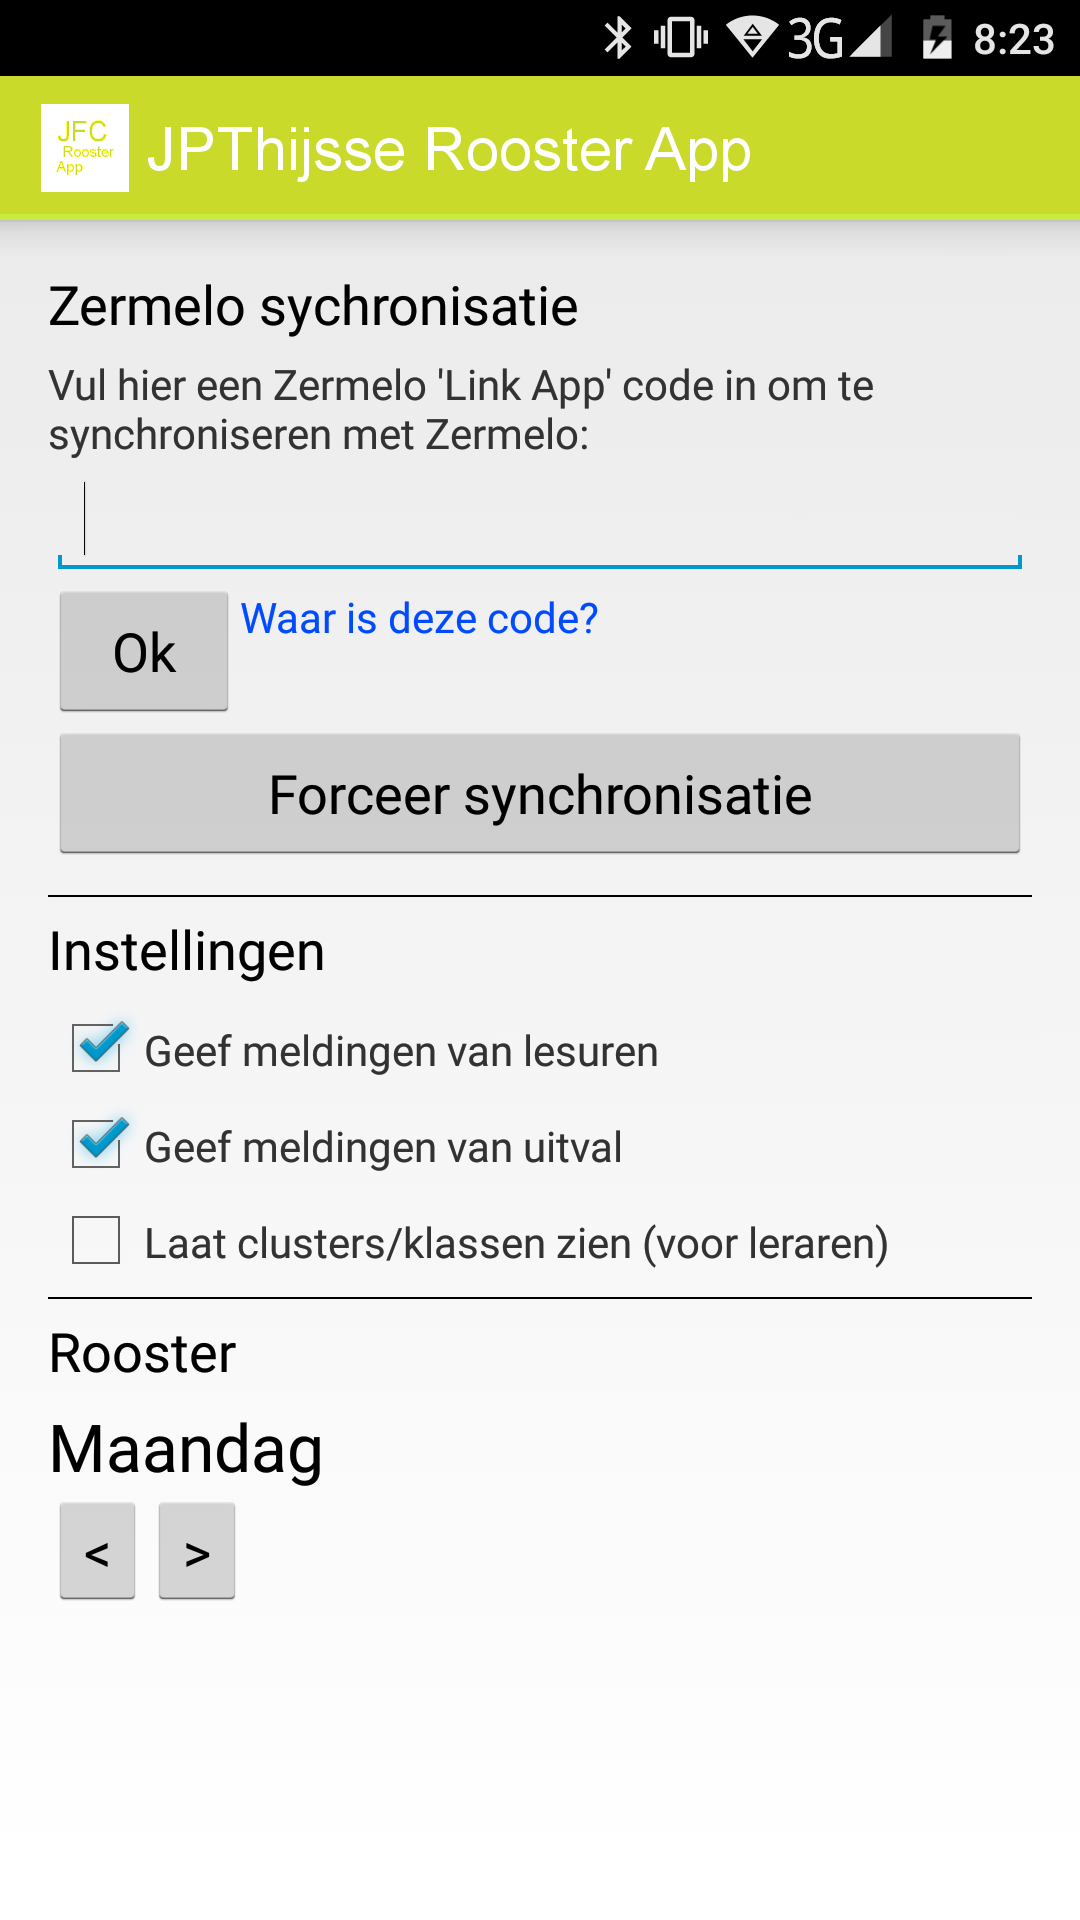 3G 8:23
JFC
Rooster
App
JPThijsse Rooster App
Zermelo sychronisatie
Vul hier een Zermelo 'Link App' code in om te
synchroniseren met Zermelo:
Ok
Waar is deze code?
Forceer synchronisatie
Instellingen
Geef meldingen van lesuren
Geef meldingen van uitval
Laat clusters/klassen zien (voor leraren)
Rooster
Maandag
< >